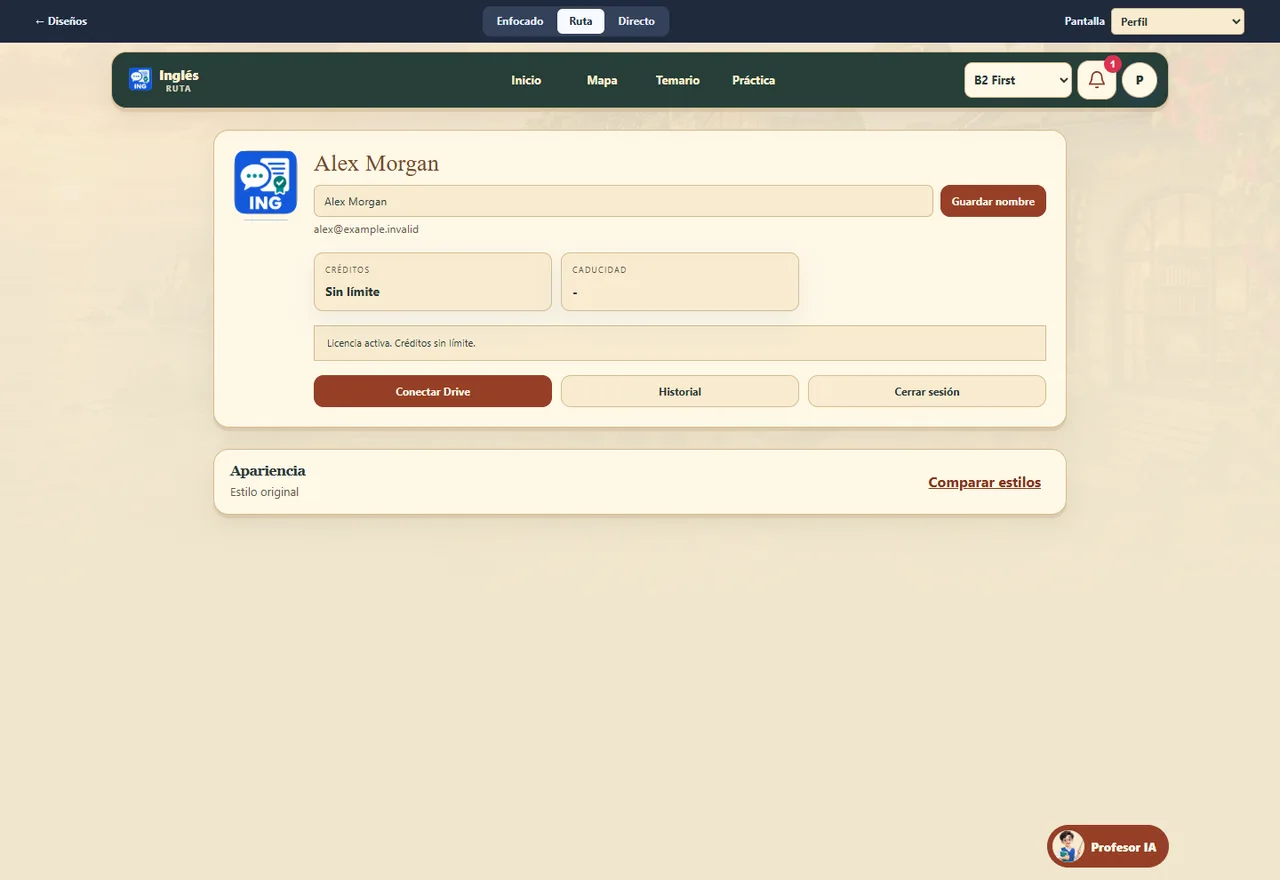 ← Diseños
Enfocado Ruta Directo
Pantalla Perfil
ING
Inglés
RUTA
Inicio Mapa Temario Práctica
B2 First
1
P
ING
Alex Morgan
Alex Morgan
Guardar nombre
alex@example.invalid
CRÉDITOS
Sin límite
CADUCIDAD
-
Licencia activa. Créditos sin límite.
Conectar Drive Historial Cerrar sesión
Apariencia
Estilo original
Comparar estilos
Profesor IA